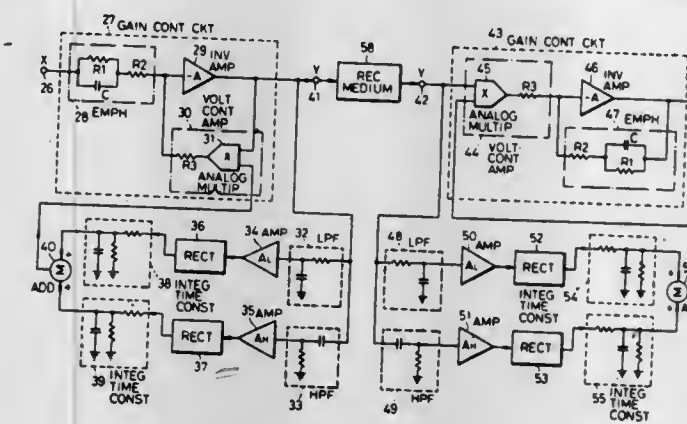 27
GAIN CONT CKT
29
INV
AMP
X
26
R1
R2
C
EMPH
28
-A
VOLT
CONT
AMP
30
31
R3
ANALOG
MULTIP
58
REC
MEDIUM
Y
41
Y
42
43
GAIN CONT CKT
45
X
R3
ANALOG
MULTIP
VOLT
CONT
AMP
44
46
INV
AMP
-A
47
EMPH
C
R2
R1
40
Σ
ADD
36
RECT
INTEG
TIME
CONST
38
34
AMP
AL
32
LPF
35
AMP
AH
RECT
37
39
INTEG
TIME
CONST
33
HPF
48
LPF
50
AMP
AL
52
RECT
INTEG
TIME
CONST
54
51
AMP
AH
RECT
53
49
HPF
55
INTEG
TIME
CONST
Σ